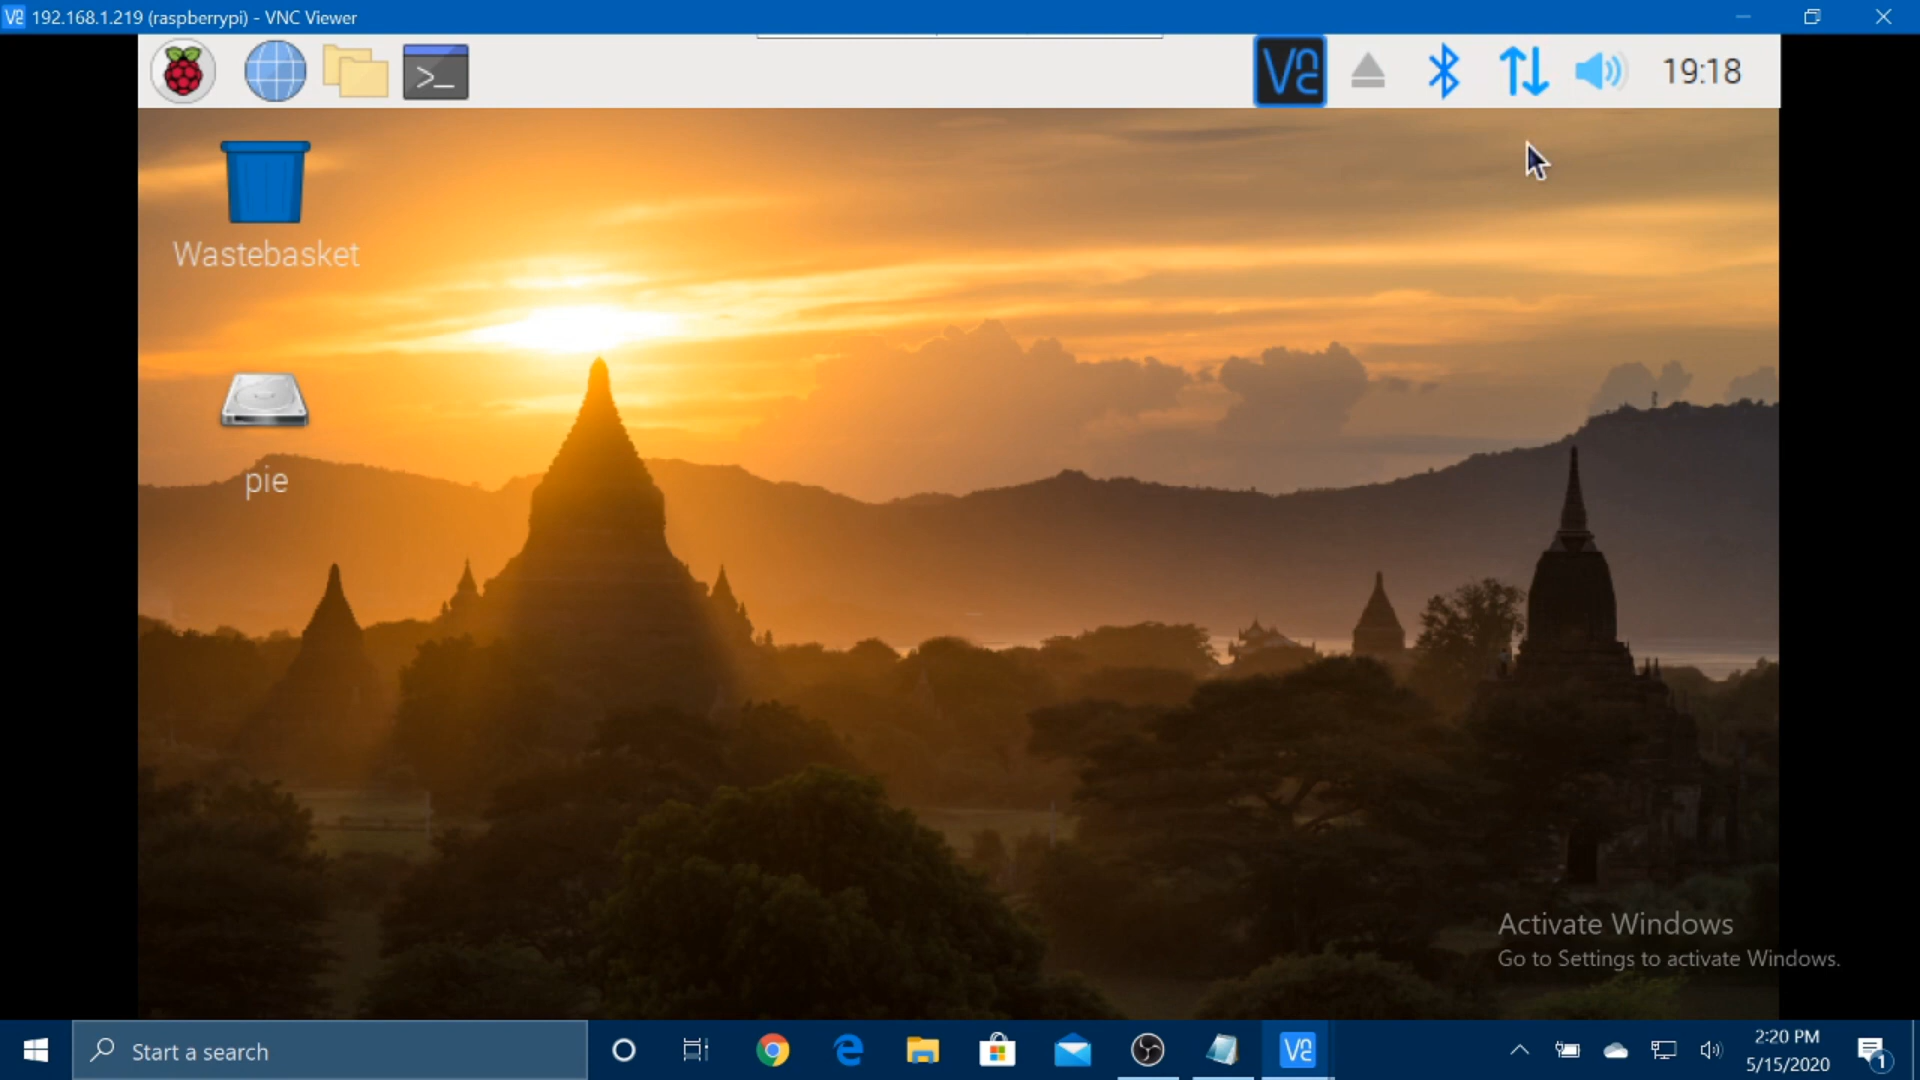 192.168.1.219 (raspberrypi) - VNC Viewer
19:18
Wastebasket
pie
Activate Windows
Go to Settings to activate Windows.
Start a search
2:20 PM
5/15/2020
1